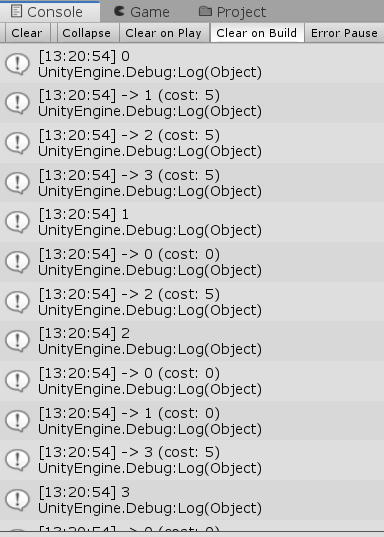 Console Game Project
Clear Collapse Clear on Play Clear on Build Error Pause
[13:20:54] 0
UnityEngine.Debug:Log(Object)
[13:20:54] -> 1 (cost: 5)
UnityEngine.Debug:Log(Object)
[13:20:54] -> 2 (cost: 5)
UnityEngine.Debug:Log(Object)
[13:20:54] -> 3 (cost: 5)
UnityEngine.Debug:Log(Object)
[13:20:54] 1
UnityEngine.Debug:Log(Object)
[13:20:54] -> 0 (cost: 0)
UnityEngine.Debug:Log(Object)
[13:20:54] -> 2 (cost: 5)
UnityEngine.Debug:Log(Object)
[13:20:54] 2
UnityEngine.Debug:Log(Object)
[13:20:54] -> 0 (cost: 0)
UnityEngine.Debug:Log(Object)
[13:20:54] -> 1 (cost: 0)
UnityEngine.Debug:Log(Object)
[13:20:54] -> 3 (cost: 5)
UnityEngine.Debug:Log(Object)
[13:20:54] 3
UnityEngine.Debug:Log(Object)
[13:20:54] -> 0 (cost: 0)